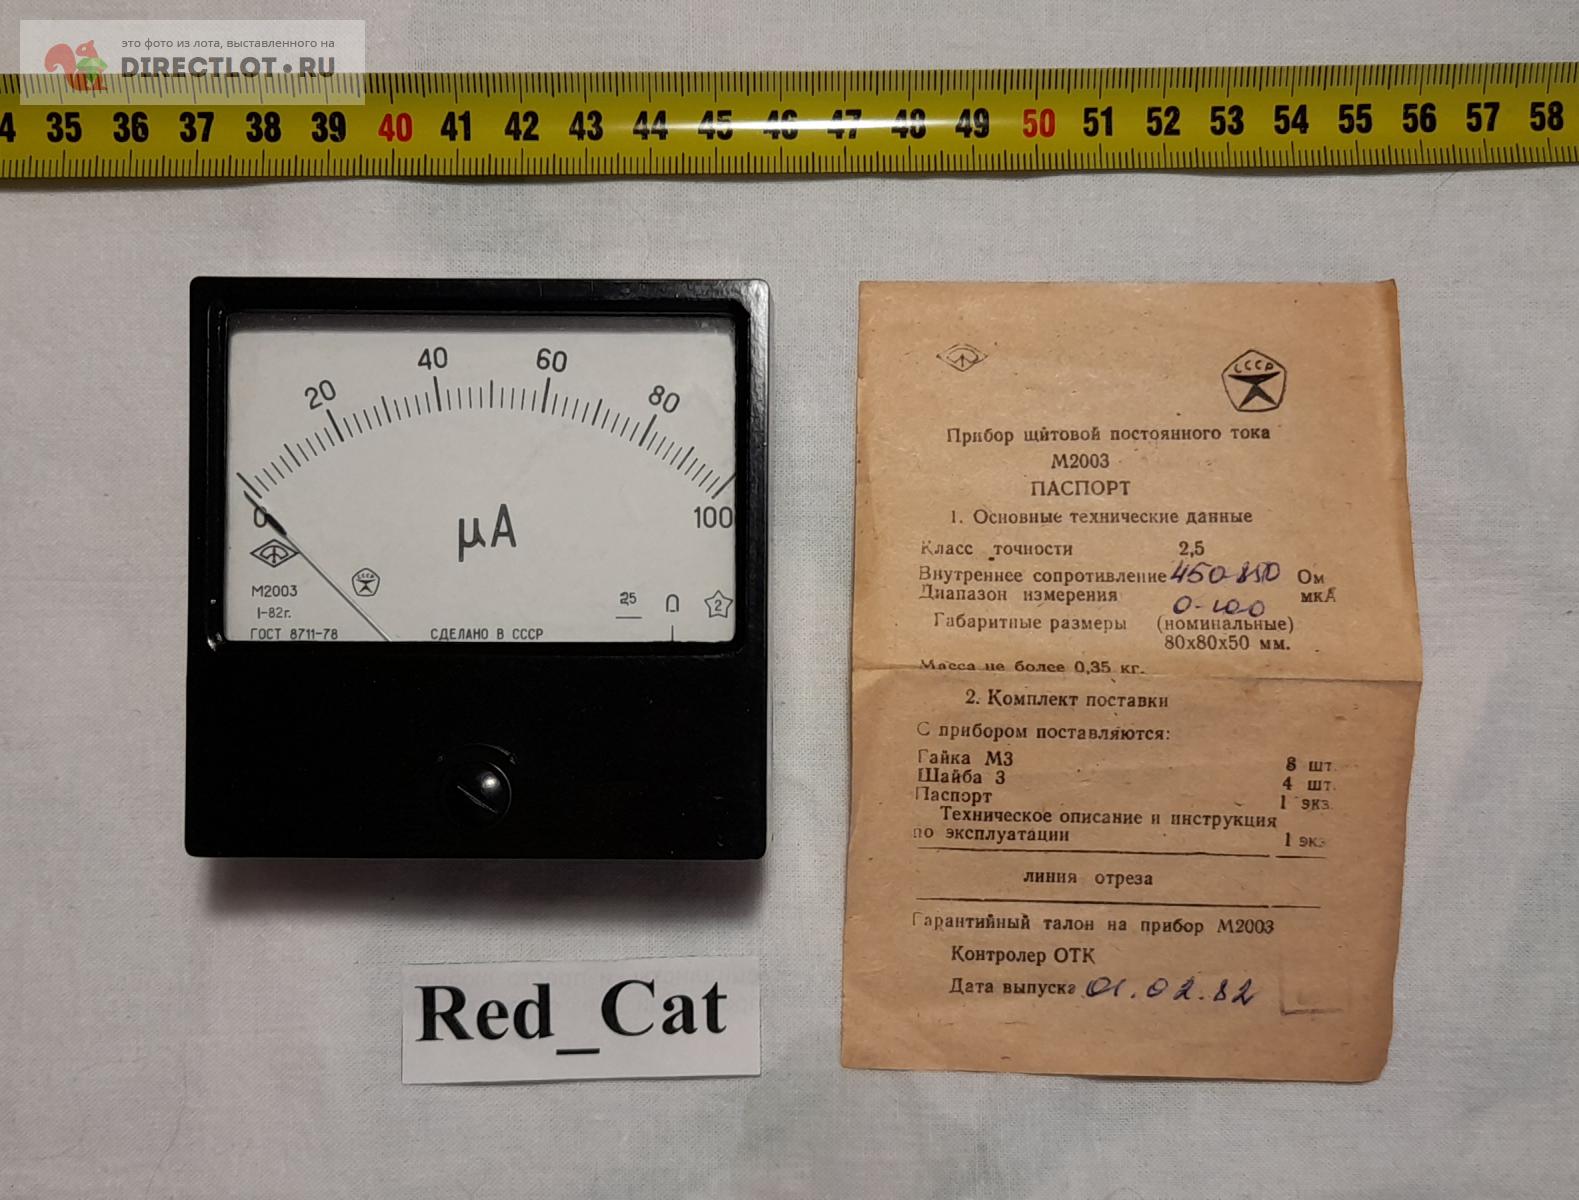 это фото из лота, выставленного на
DIRECTLOT.RU
4 35 36 37 38 39 40 41 42 43 44 45 46 47 48 49 50 51 52 53 54 55 56 57 58
0 20 40 60 80 100
μA
М2003
СССР
1-82г.
ГОСТ 8711-78
СДЕЛАНО В СССР
2,5
2
Red_Cat
СССР
Прибор щитовой постоянного тока
М2003
ПАСПОРТ
1. Основные технические данные
Класс точности 2,5
Внутреннее сопротивление 450-850 Ом
Диапазон измерения 0-100 мкА
Габаритные размеры (номинальные)
80х80х50 мм.
Масса не более 0,35 кг.
2. Комплект поставки
С прибором поставляются:
Гайка М3 8 шт.
Шайба 3 4 шт.
Паспорт 1 экз.
Техническое описание и инструкция
по эксплуатации 1 экз
линия отреза
Гарантийный талон на прибор М2003
Контролер ОТК
Дата выпуска 01.02.82